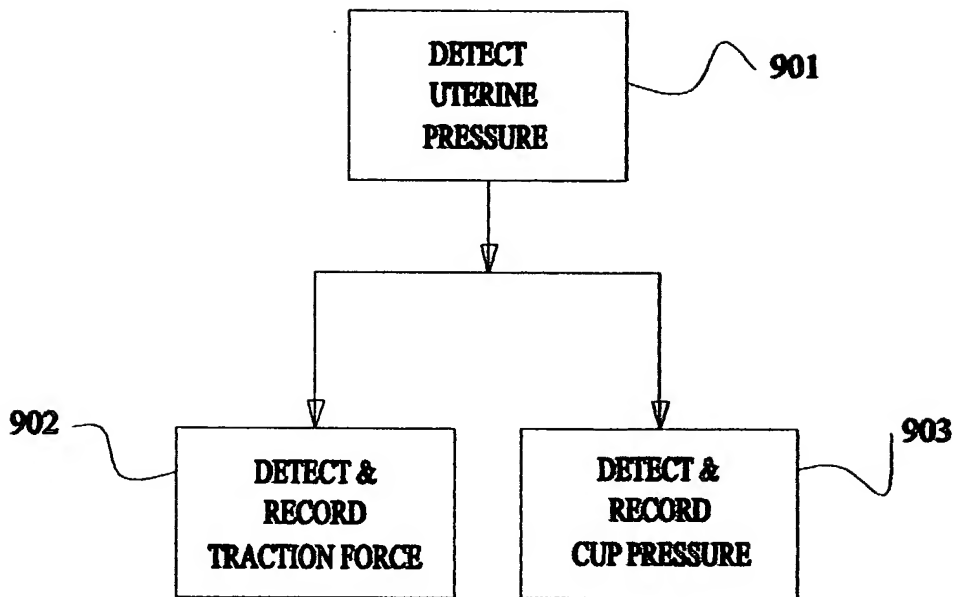 DETECT
UTERINE
PRESSURE
901
902
DETECT &
RECORD
TRACTION FORCE
903
DETECT &
RECORD
CUP PRESSURE